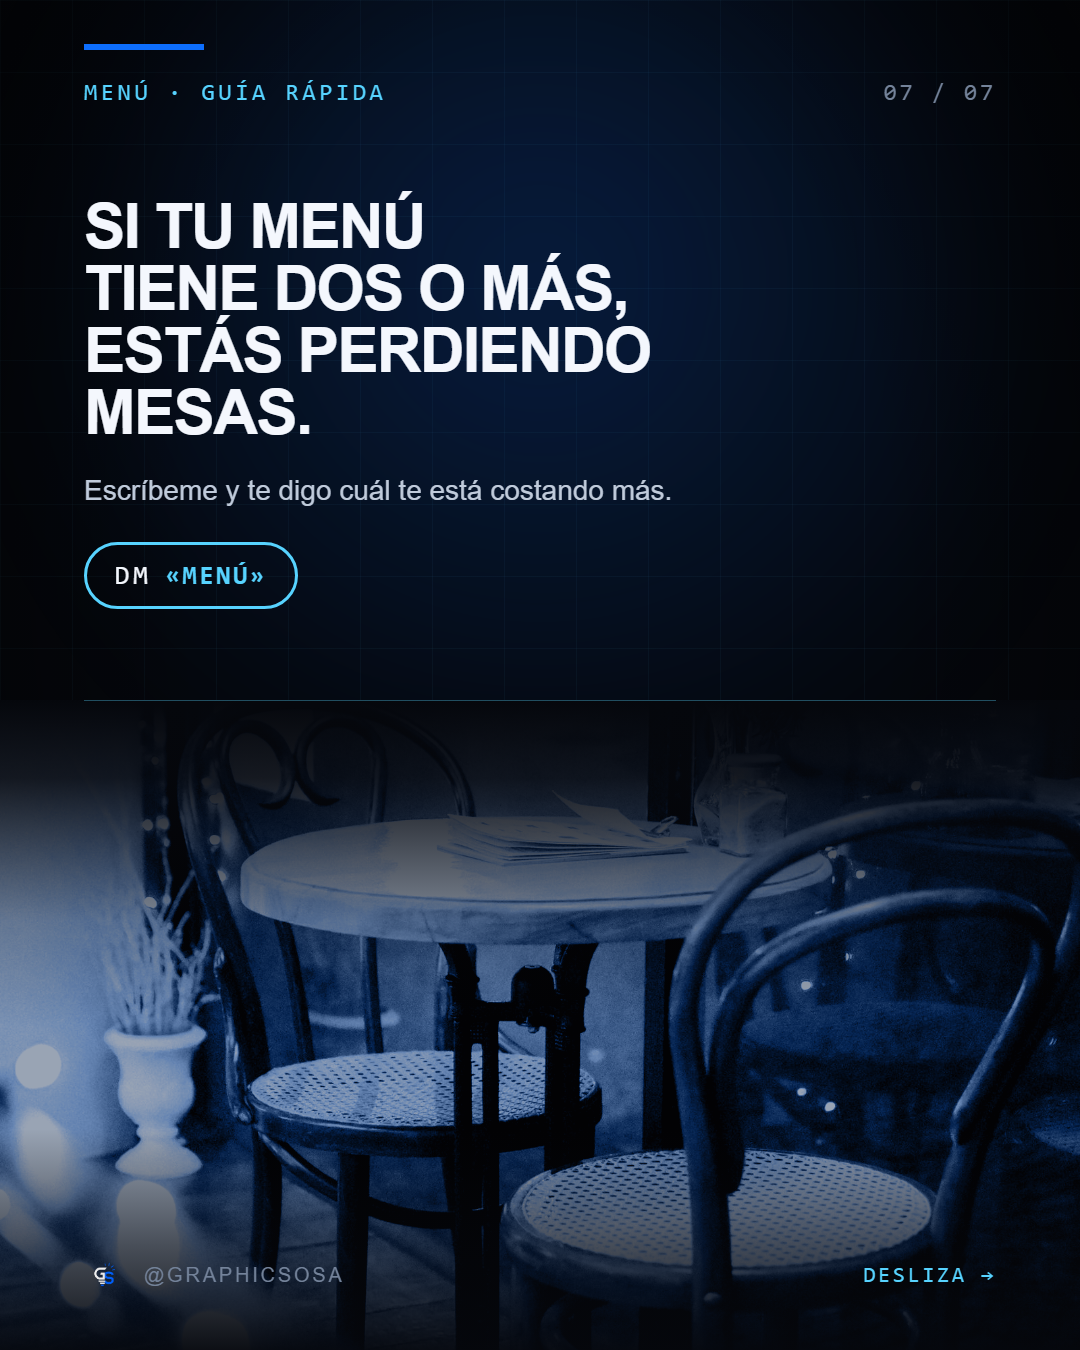 MENÚ · GUÍA RÁPIDA
07 / 07
SI TU MENÚ
TIENE DOS O MÁS,
ESTÁS PERDIENDO
MESAS.
Escríbeme y te digo cuál te está costando más.
DM «MENÚ»
GS @GRAPHICSOSA
DESLIZA →